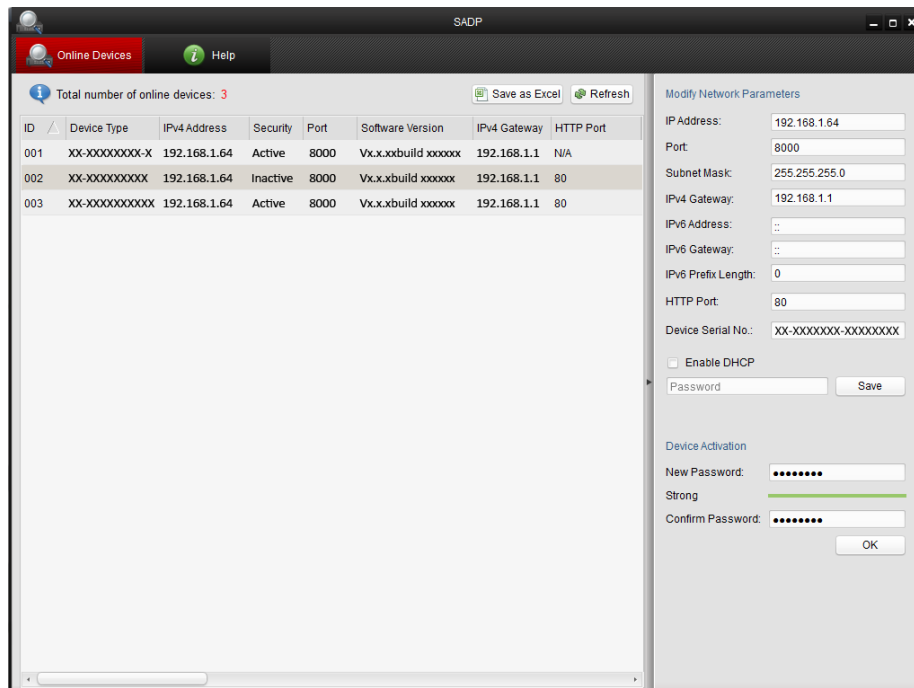 SADP
Online Devices Help
Total number of online devices: 3 Save as Excel Refresh
ID Device Type IPv4 Address Security Port Software Version IPv4 Gateway HTTP Port
001 XX-XXXXXXXX-X 192.168.1.64 Active 8000 Vx.x.xxbuild xxxxxx 192.168.1.1 N/A
002 XX-XXXXXXXXX 192.168.1.64 Inactive 8000 Vx.x.xbuild xxxxxx 192.168.1.1 80
003 XX-XXXXXXXXXX 192.168.1.64 Active 8000 Vx.x.xbuild xxxxxx 192.168.1.1 80
Modify Network Parameters
IP Address: 192.168.1.64
Port: 8000
Subnet Mask: 255.255.255.0
IPv4 Gateway: 192.168.1.1
IPv6 Address: ::
IPv6 Gateway: ::
IPv6 Prefix Length: 0
HTTP Port: 80
Device Serial No.: XX-XXXXXXX-XXXXXXXX
Enable DHCP
Password Save
Device Activation
New Password: ●●●●●●●●
Strong
Confirm Password: ●●●●●●●●
OK